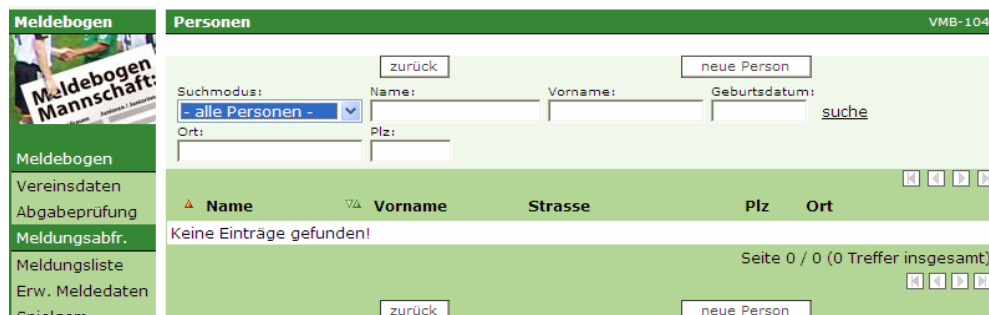 Meldebogen
Personen VMB-104
Meldebogen
Mannschaft:
zurück neue Person
Suchmodus: Name: Vorname: Geburtsdatum:
- alle Personen - suche
Ort: Plz:
Meldebogen
Vereinsdaten
Abgabeprüfung
Meldungsabfr.
Meldungsliste
Erw. Meldedaten
Name Vorname Strasse Plz Ort
Keine Einträge gefunden!
Seite 0 / 0 (0 Treffer insgesamt)
zurück neue Person